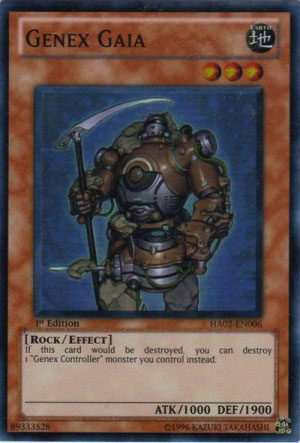 GENEX GAIA
EARTH
地
1st Edition
HA02-EN006
[ROCK/EFFECT]
If this card would be destroyed, you can destroy
1 "Genex Controller" monster you control instead.
ATK/1000 DEF/1900
89333528
©1996 KAZUKI TAKAHASHI